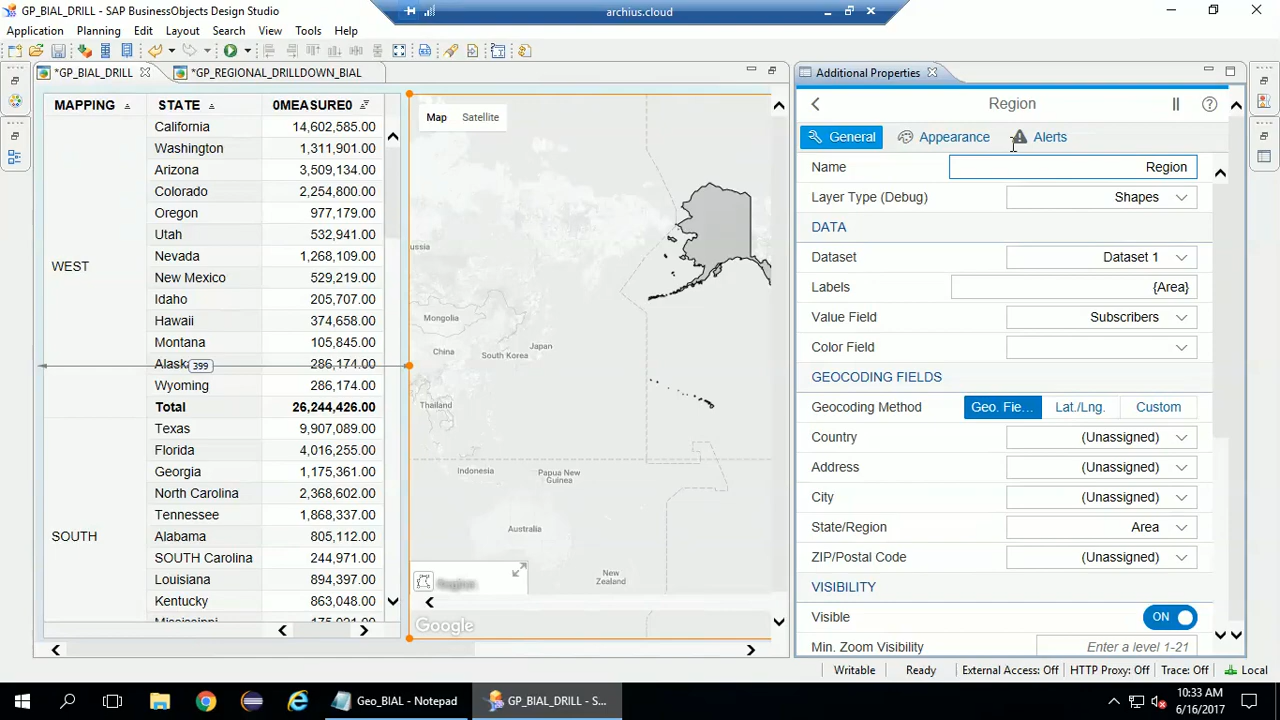 GP_BIAL_DRILL - SAP BusinessObjects Design Studio
archius.cloud
Application Planning Edit Layout Search View Tools Help
*GP_BIAL_DRILL *GP_REGIONAL_DRILLDOWN_BIAL
Additional Properties
MAPPING STATE 0MEASURE0
California 14,602,585.00
Washington 1,311,901.00
Arizona 3,509,134.00
Colorado 2,254,800.00
Oregon 977,179.00
Utah 532,941.00
Nevada 1,268,109.00
WEST
New Mexico 529,219.00
Idaho 205,707.00
Hawaii 374,658.00
Montana 105,845.00
Alask 399 286,174.00
Wyoming 286,174.00
Total 26,244,426.00
Texas 9,907,089.00
Florida 4,016,255.00
Georgia 1,175,361.00
North Carolina 2,368,602.00
Tennessee 1,868,337.00
SOUTH
Alabama 805,112.00
SOUTH Carolina 244,971.00
Louisiana 894,397.00
Kentucky 863,048.00
Mississippi 175,021.00
Map Satellite
ussia
Mongolia
China
South Korea
Japan
Thailand
Indonesia
Papua New
Guinea
Australia
New
Zealand
Region
Google
Region
General Appearance Alerts
Name Region
Layer Type (Debug) Shapes
DATA
Dataset Dataset 1
Labels {Area}
Value Field Subscribers
Color Field
GEOCODING FIELDS
Geocoding Method Geo. Fie... Lat./Lng. Custom
Country (Unassigned)
Address (Unassigned)
City (Unassigned)
State/Region Area
ZIP/Postal Code (Unassigned)
VISIBILITY
Visible ON
Min. Zoom Visibility Enter a level 1-21
Writable Ready External Access: Off HTTP Proxy: Off Trace: Off Local
Geo_BIAL - Notepad
GP_BIAL_DRILL - S...
10:33 AM
6/16/2017